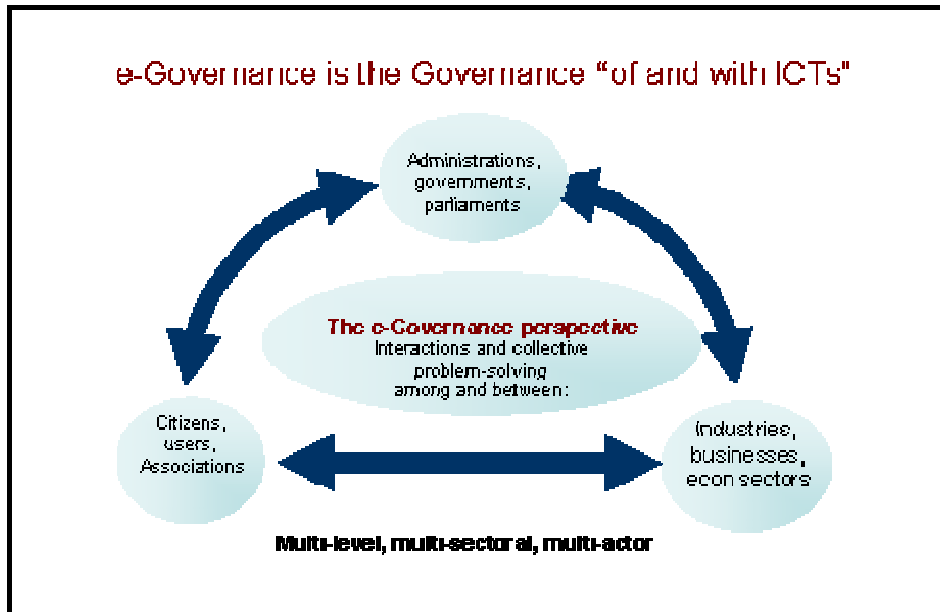 e-Governance is the Governance “of and with ICTs"
Administrations,
governments,
parliaments
The e-Governance perspective
Interactions and collective
problem-solving
among and between:
Citizens,
users,
Associations
Industries,
businesses,
econ sectors
Multi-level, multi-sectoral, multi-actor